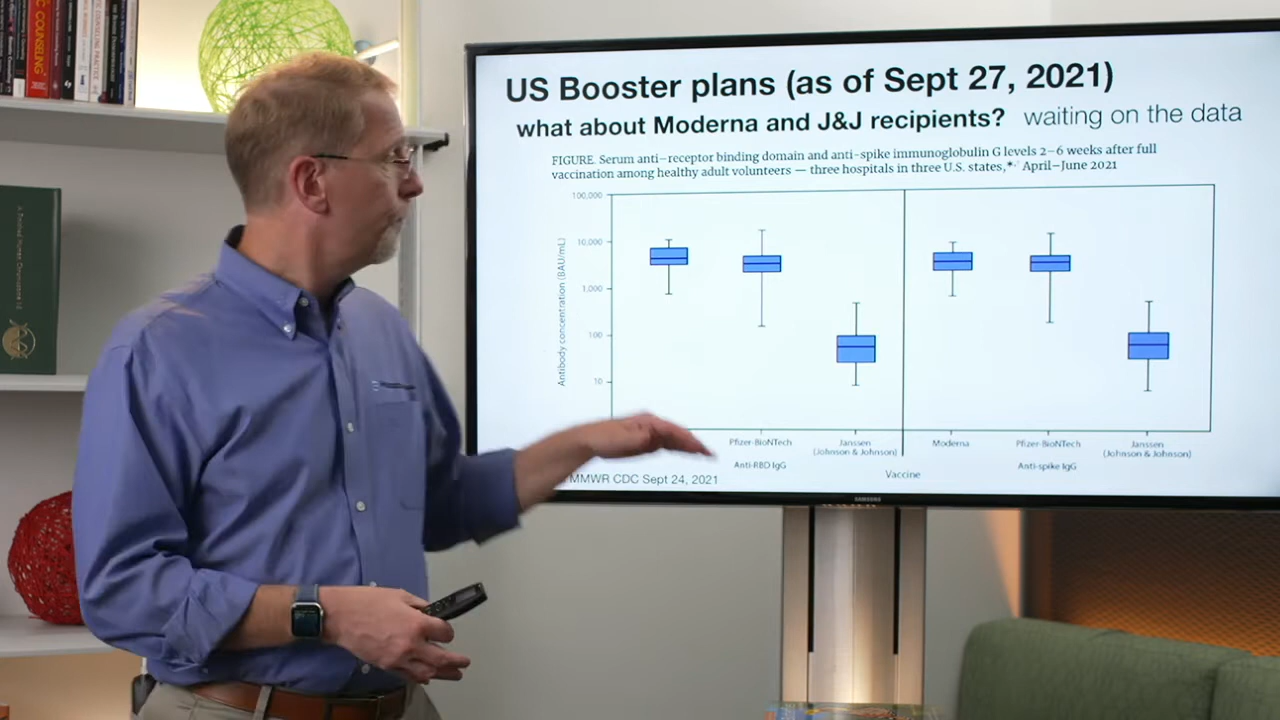 COUNSELING
US Booster plans (as of Sept 27, 2021)
what about Moderna and J&J recipients? waiting on the data
FIGURE. Serum anti–receptor binding domain and anti-spike immunoglobulin G levels 2–6 weeks after full
vaccination among healthy adult volunteers — three hospitals in three U.S. states,*,† April–June 2021
Antibody concentration (BAU/mL)
100,000
10,000
1,000
100
10
Pfizer-BioNTech
Janssen
(Johnson & Johnson)
Moderna
Pfizer-BioNTech
Janssen
(Johnson & Johnson)
Anti-RBD IgG
Anti-spike IgG
Vaccine
MMWR CDC Sept 24, 2021
SAMSUNG